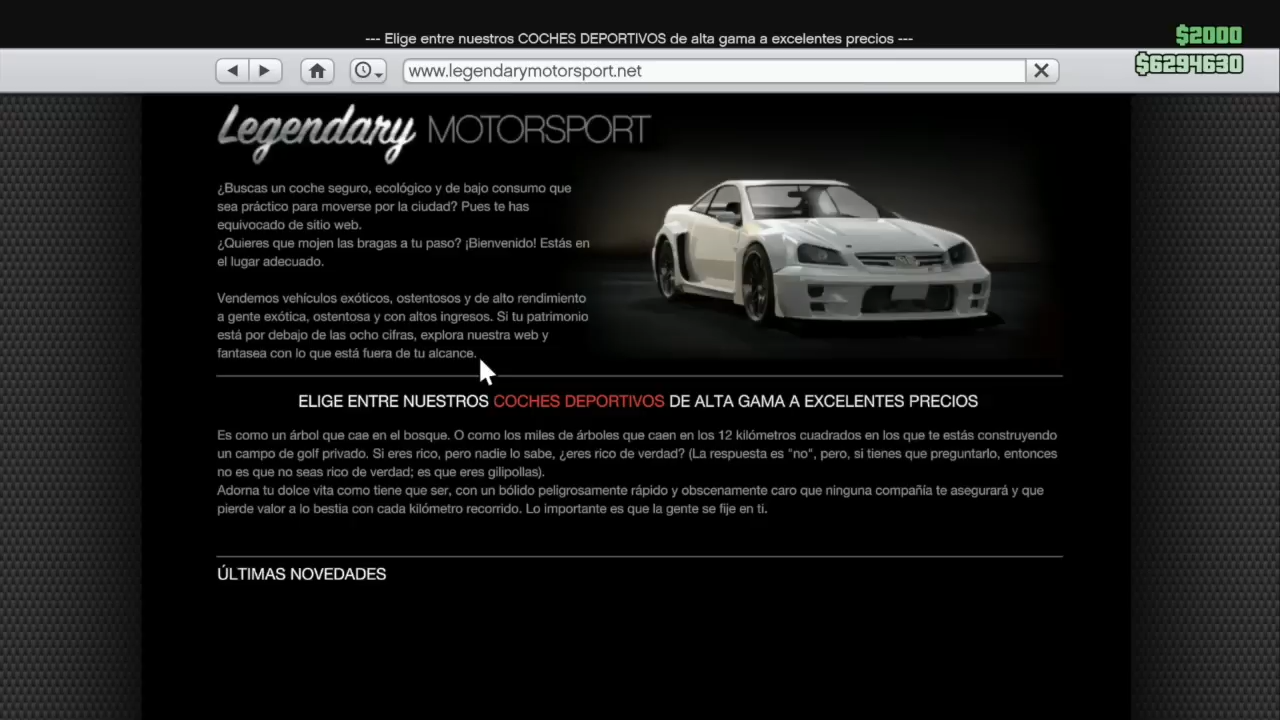 --- Elige entre nuestros COCHES DEPORTIVOS de alta gama a excelentes precios ---
$2000
$6294630
www.legendarymotorsport.net
Legendary MOTORSPORT
¿Buscas un coche seguro, ecológico y de bajo consumo que
sea práctico para moverse por la ciudad? Pues te has
equivocado de sitio web.
¿Quieres que mojen las bragas a tu paso? ¡Bienvenido! Estás en
el lugar adecuado.
Vendemos vehículos exóticos, ostentosos y de alto rendimiento
a gente exótica, ostentosa y con altos ingresos. Si tu patrimonio
está por debajo de las ocho cifras, explora nuestra web y
fantasea con lo que está fuera de tu alcance.
ELIGE ENTRE NUESTROS COCHES DEPORTIVOS DE ALTA GAMA A EXCELENTES PRECIOS
Es como un árbol que cae en el bosque. O como los miles de árboles que caen en los 12 kilómetros cuadrados en los que te estás construyendo
un campo de golf privado. Si eres rico, pero nadie lo sabe, ¿eres rico de verdad? (La respuesta es "no", pero, si tienes que preguntarlo, entonces
no es que no seas rico de verdad; es que eres gilipollas).
Adorna tu dolce vita como tiene que ser, con un bólido peligrosamente rápido y obscenamente caro que ninguna compañía te asegurará y que
pierde valor a lo bestia con cada kilómetro recorrido. Lo importante es que la gente se fije en ti.
ÚLTIMAS NOVEDADES